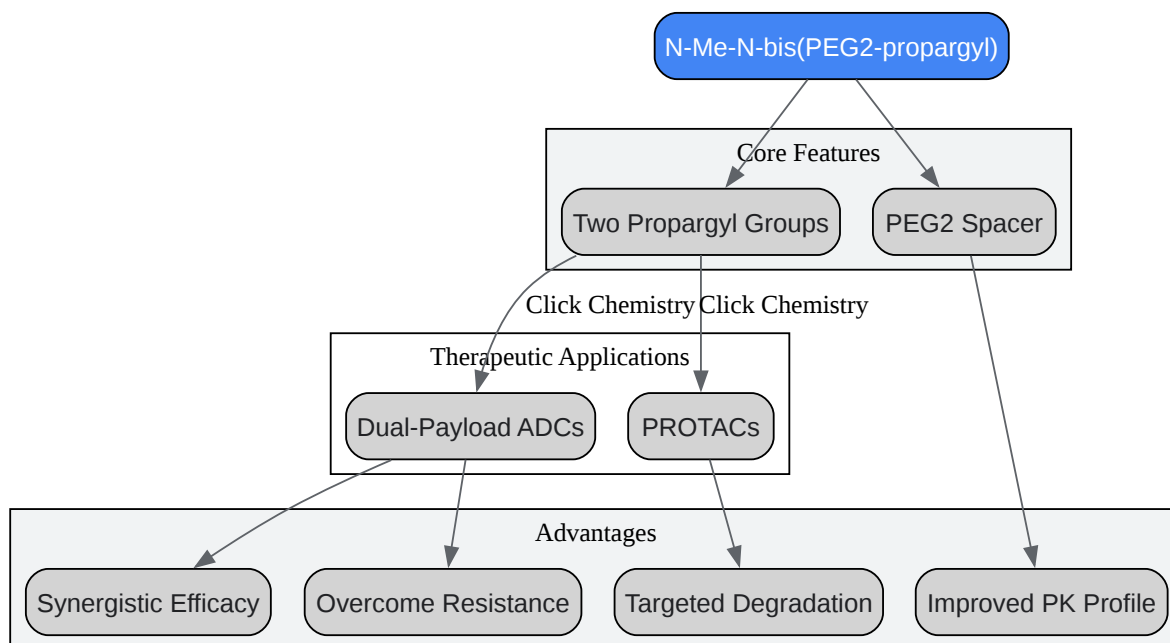 N-Me-N-bis(PEG2-propargyl)
Core Features
Two Propargyl Groups
PEG2 Spacer
Click Chemistry
Click Chemistry
Therapeutic Applications
Dual-Payload ADCs
PROTACs
Advantages
Synergistic Efficacy
Overcome Resistance
Targeted Degradation
Improved PK Profile